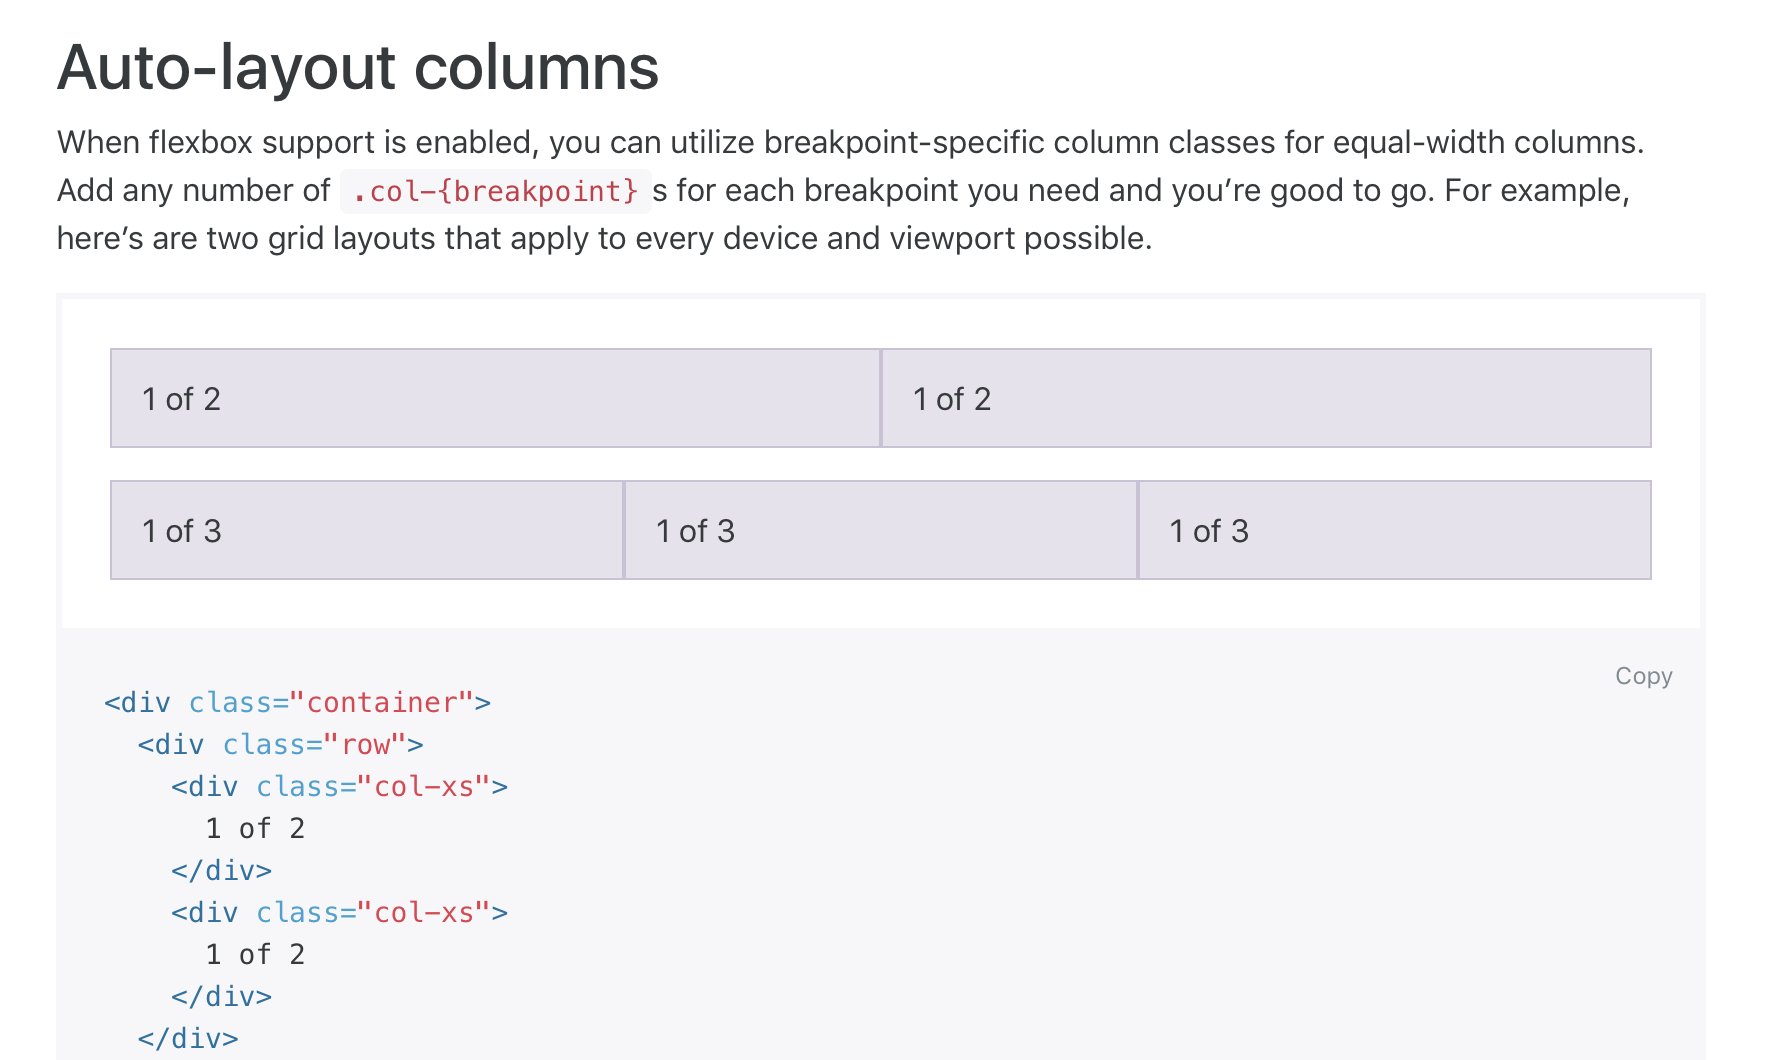 Auto-layout columns
When flexbox support is enabled, you can utilize breakpoint-specific column classes for equal-width columns.
Add any number of .col-{breakpoint} s for each breakpoint you need and you’re good to go. For example,
here’s are two grid layouts that apply to every device and viewport possible.
1 of 2 1 of 2
1 of 3 1 of 3 1 of 3
Copy
<div class="container">
  <div class="row">
    <div class="col-xs">
      1 of 2
    </div>
    <div class="col-xs">
      1 of 2
    </div>
  </div>